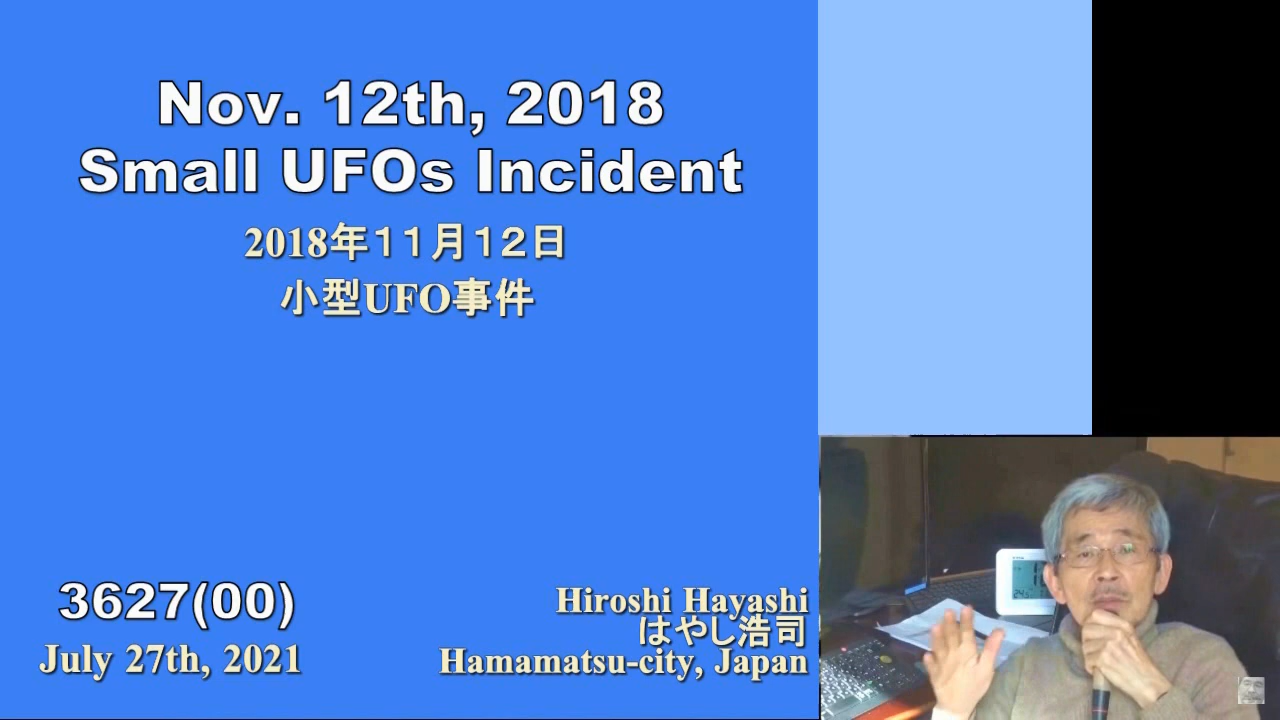 Nov. 12th, 2018
Small UFOs Incident
2018年１１月１２日
小型UFO事件
3627(00)
July 27th, 2021
Hiroshi Hayashi
はやし浩司
Hamamatsu-city, Japan